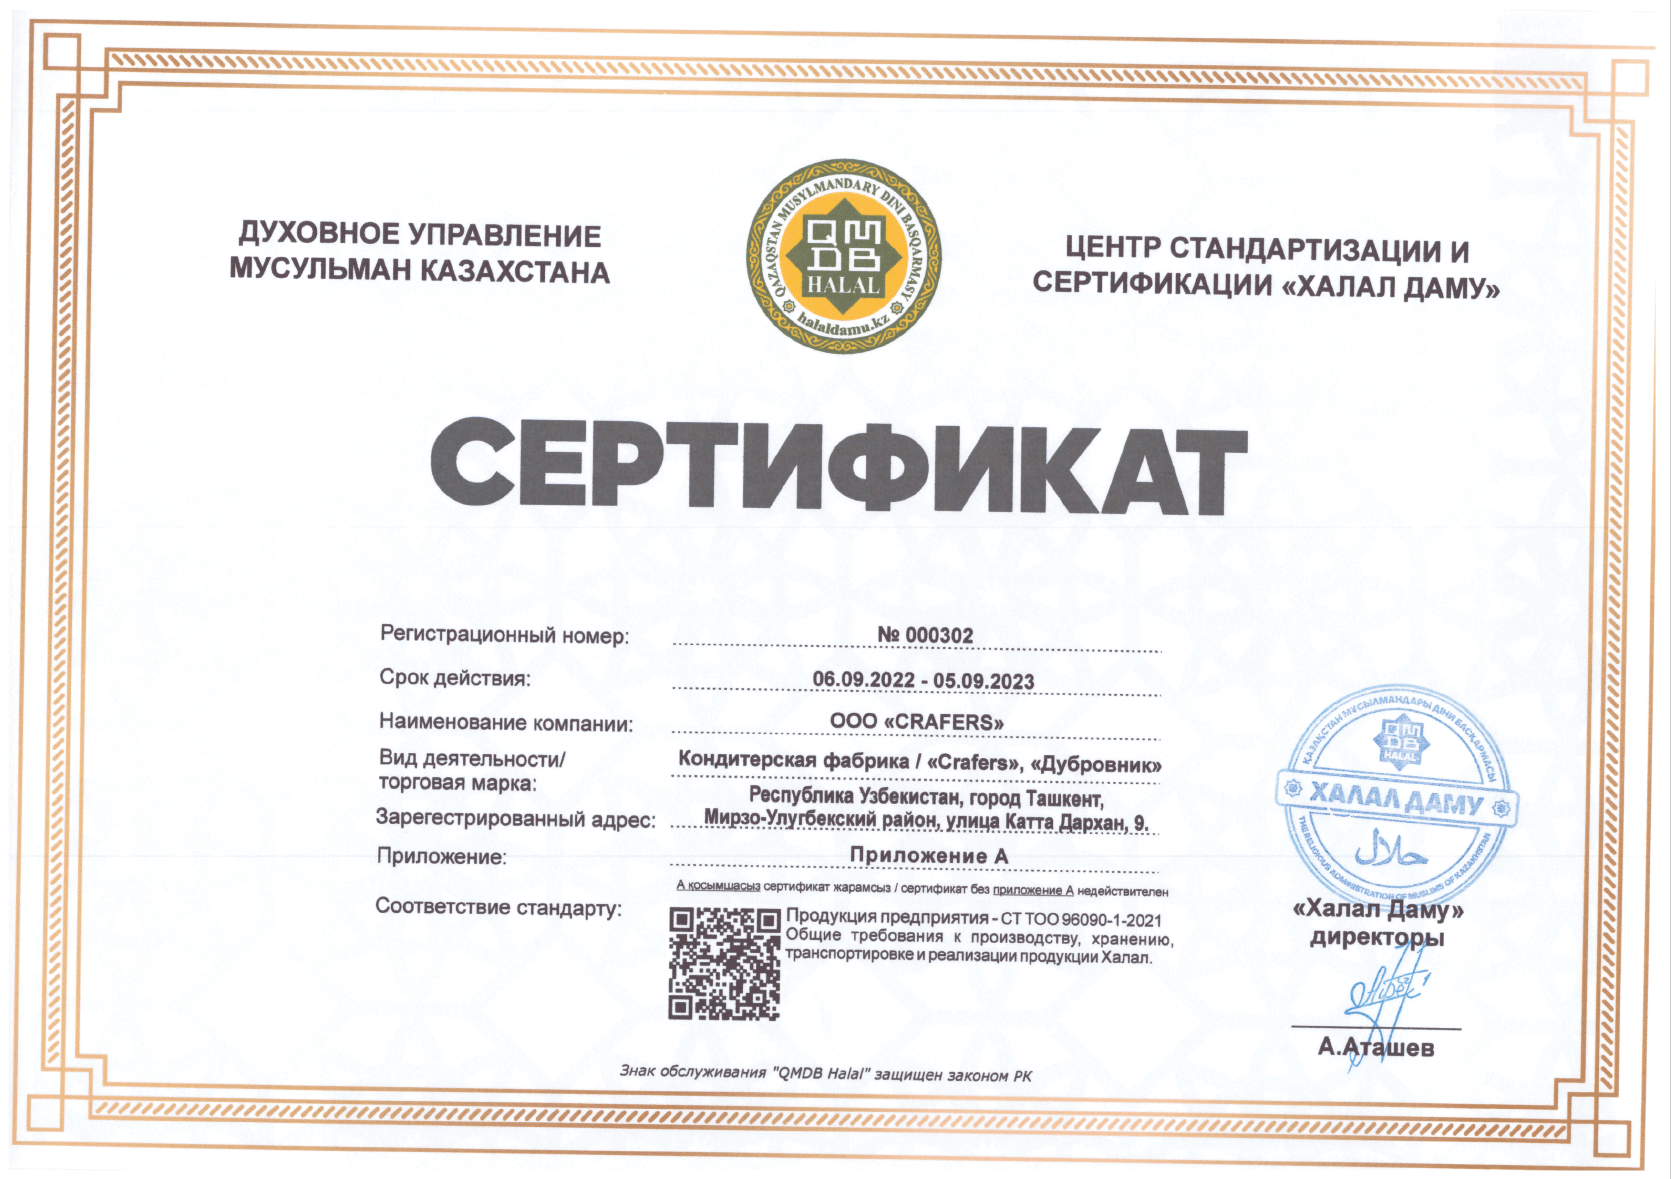 ДУХОВНОЕ УПРАВЛЕНИЕ
МУСУЛЬМАН КАЗАХСТАНА
QAZAQSTAN MUSYLMANDARY DINI BASQARMASY
QM
DB
HALAL
halaldamu.kz
ЦЕНТР СТАНДАРТИЗАЦИИ И
СЕРТИФИКАЦИИ «ХАЛАЛ ДАМУ»
СЕРТИФИКАТ
Регистрационный номер: № 000302
Срок действия: 06.09.2022 - 05.09.2023
Наименование компании: ООО «CRAFERS»
Вид деятельности/
торговая марка: Кондитерская фабрика / «Crafers», «Дубровник»
Республика Узбекистан, город Ташкент,
Зарегестрированный адрес: Мирзо-Улугбекский район, улица Катта Дархан, 9.
Приложение: Приложение А
А қосымшасыз сертификат жарамсыз / сертификат без приложение А недействителен
Соответствие стандарту: Продукция предприятия - СТ ТОО 96090-1-2021
Общие требования к производству, хранению,
транспортировке и реализации продукции Халал.
ҚАЗАҚСТАН МҰСЫЛМАНДАРЫ ДІНИ БАСҚАРМАСЫ
QM
DB
HALAL
ХАЛАЛ ДАМУ
حلال
THE RELIGIOUS ADMINISTRATION OF MUSLIMS OF KAZAKHSTAN
«Халал Даму»
директоры
А.Аташев
Знак обслуживания "QMDB Halal" защищен законом РК